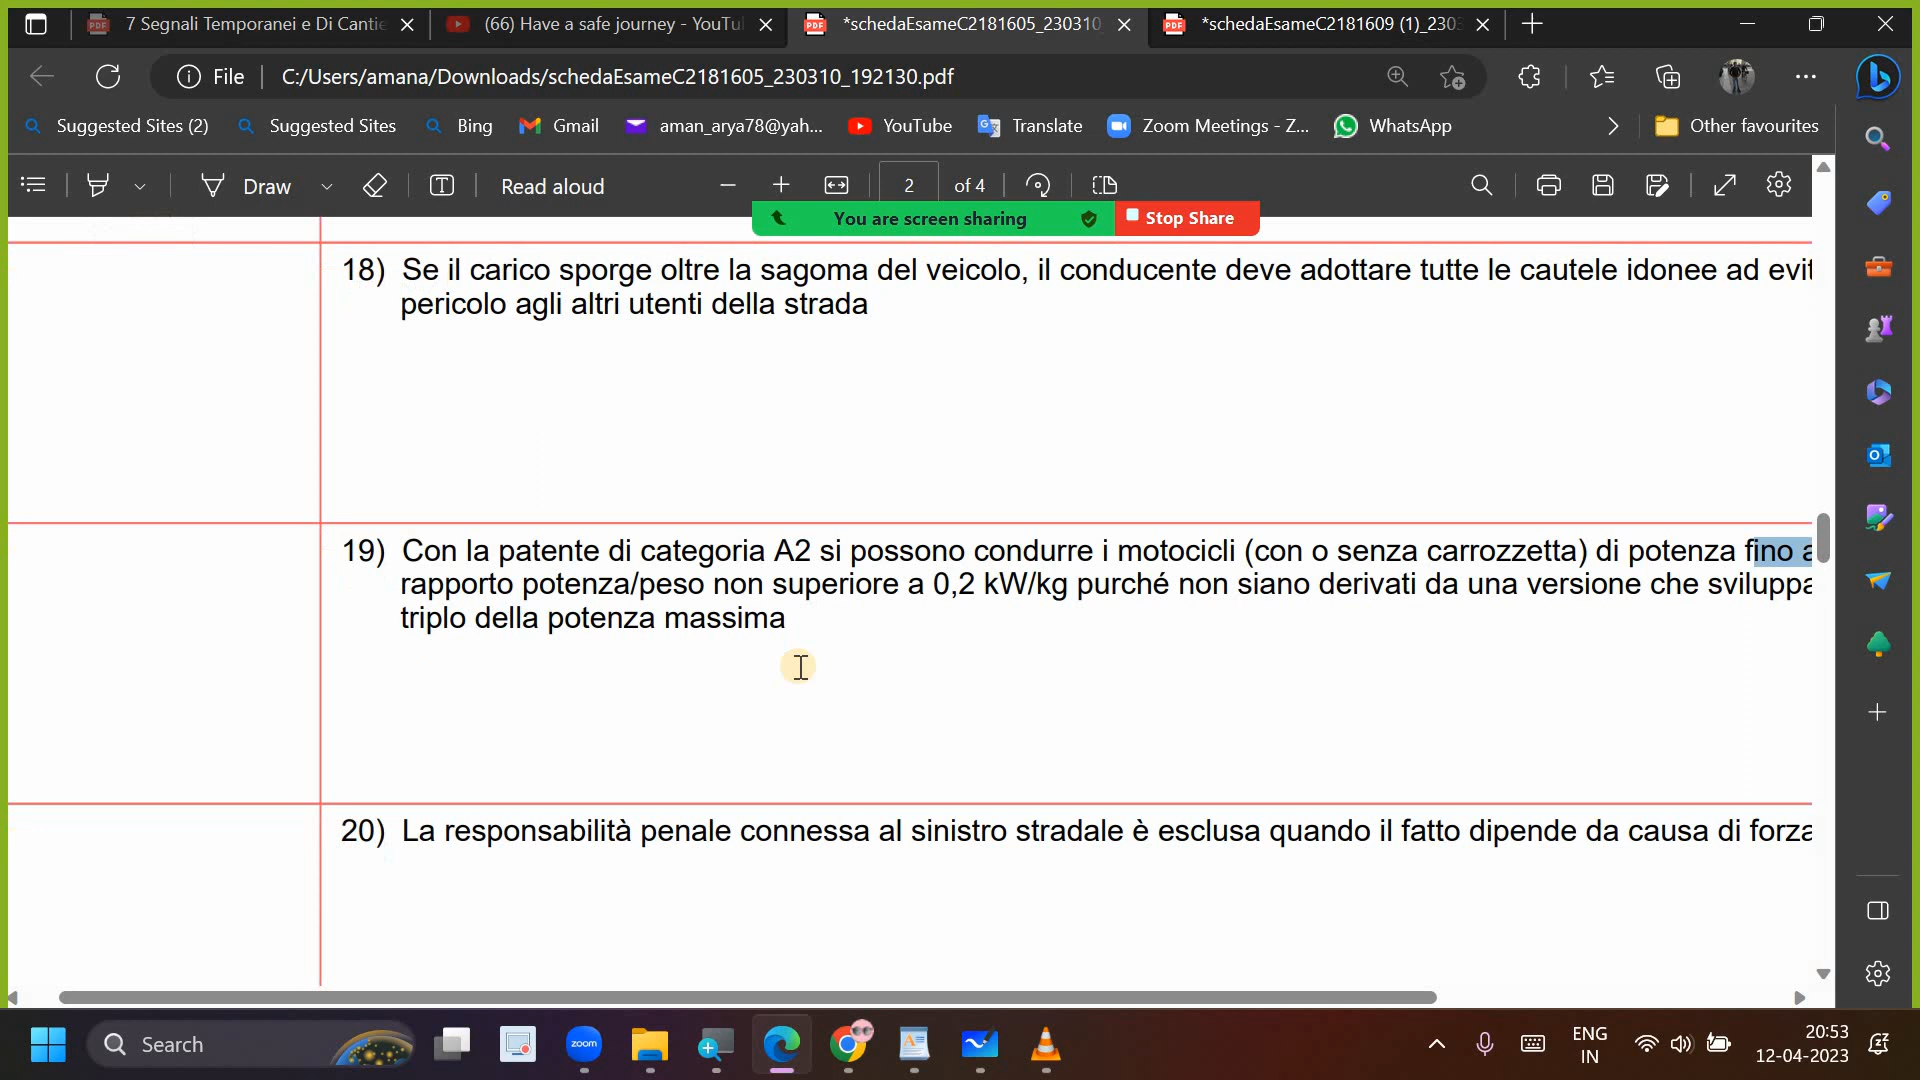 7 Segnali Temporanei e Di Cantie
(66) Have a safe journey - YouTu
*schedaEsameC2181605_230310
*schedaEsameC2181609 (1)_230
File
C:/Users/amana/Downloads/schedaEsameC2181605_230310_192130.pdf
Suggested Sites (2)
Suggested Sites
Bing
Gmail
aman_arya78@yah...
YouTube
Translate
Zoom Meetings - Z...
WhatsApp
Other favourites
Draw
Read aloud
2
of 4
You are screen sharing
Stop Share
18) Se il carico sporge oltre la sagoma del veicolo, il conducente deve adottare tutte le cautele idonee ad evit
pericolo agli altri utenti della strada
19) Con la patente di categoria A2 si possono condurre i motocicli (con o senza carrozzetta) di potenza fino a
rapporto potenza/peso non superiore a 0,2 kW/kg purché non siano derivati da una versione che sviluppa
triplo della potenza massima
20) La responsabilità penale connessa al sinistro stradale è esclusa quando il fatto dipende da causa di forza
Search
zoom
ENG
IN
20:53
12-04-2023